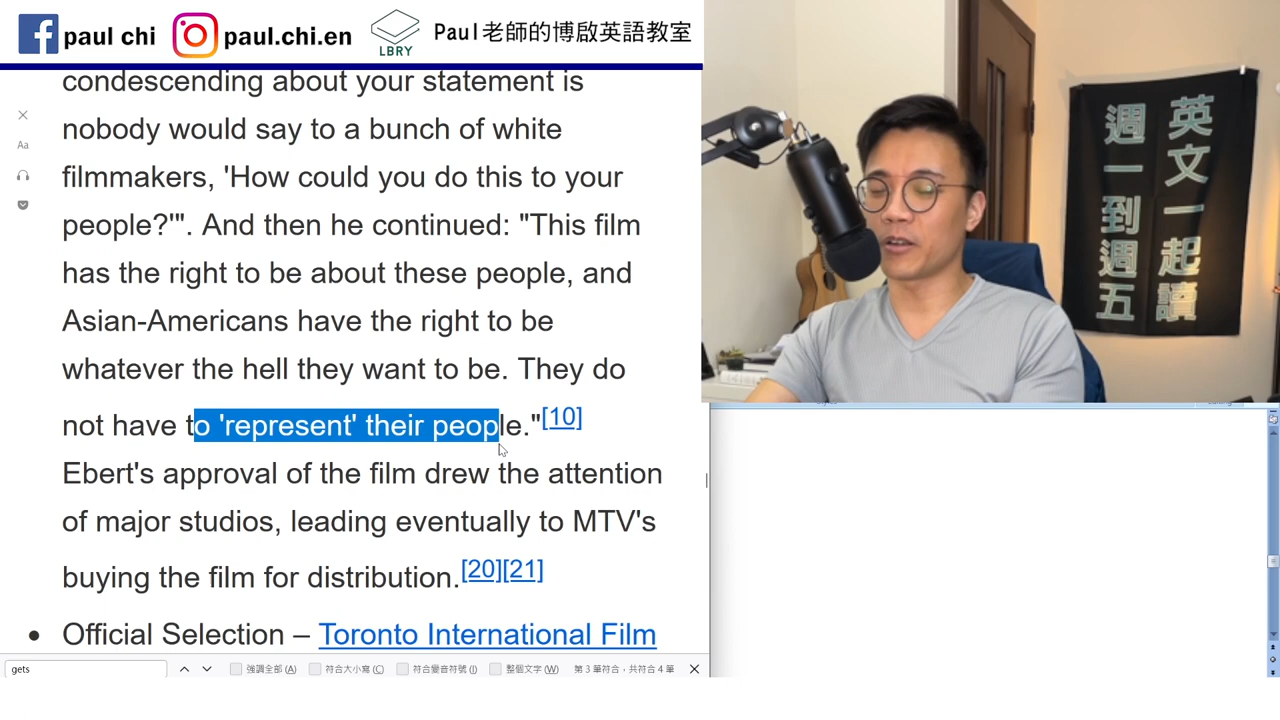 paul chi
paul.chi.en
LBRY
Paul老師的博啟英語教室
condescending about your statement is
nobody would say to a bunch of white
filmmakers, 'How could you do this to your
people?'". And then he continued: "This film
has the right to be about these people, and
Asian-Americans have the right to be
whatever the hell they want to be. They do
not have to 'represent' their people."[10]
Ebert's approval of the film drew the attention
of major studios, leading eventually to MTV's
buying the film for distribution.[20][21]
Official Selection – Toronto International Film
Aa
gets
強調全部 (A)
符合大小寫 (C)
符合變音符號 (I)
整個文字 (W)
第 3 筆符合，共符合 4 筆
英文一起讀
週一到週五